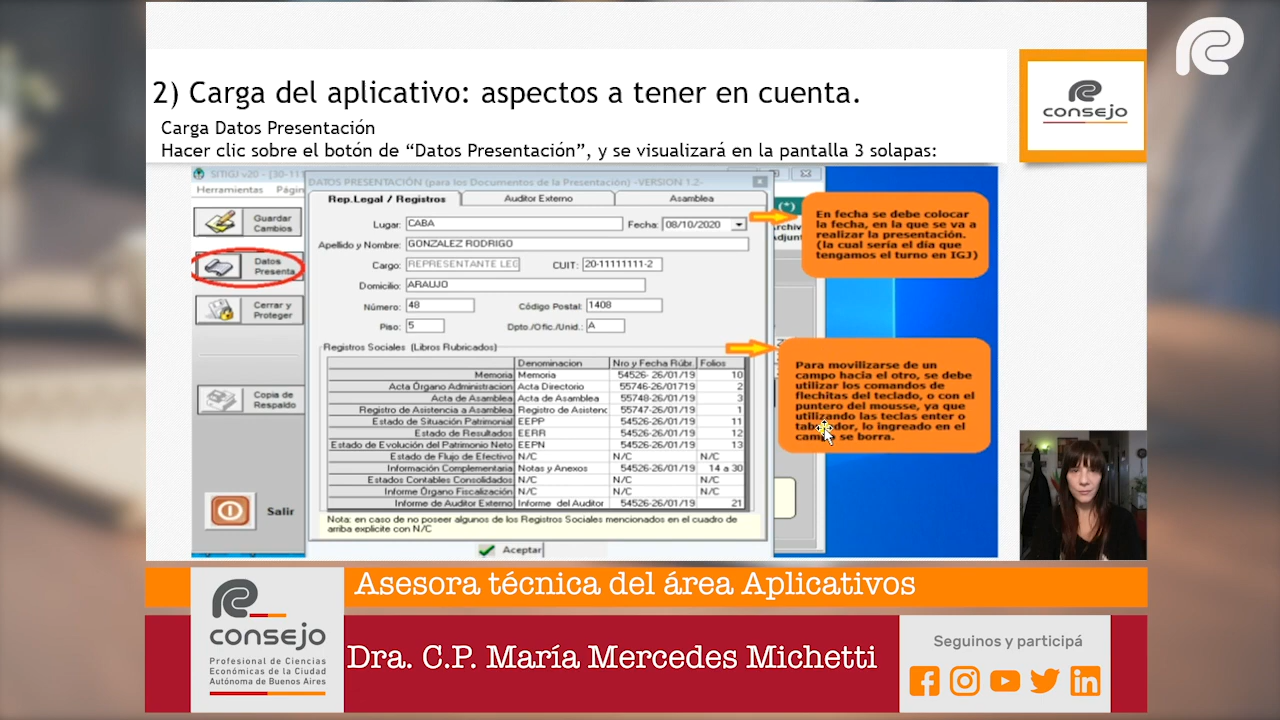 2) Carga del aplicativo: aspectos a tener en cuenta.
consejo
Carga Datos Presentación
Hacer clic sobre el botón de “Datos Presentación”, y se visualizará en la pantalla 3 solapas:
SITIGJ v20 - [30-11
Herramientas
DATOS PRESENTACIÓN (para los Documentos de la Presentación) -VERSION 1.2-
Rep.Legal / Registros
Auditor Externo
Asamblea
(*)
Guardar
Cambios
Datos
Presenta
Cerrar y
Proteger
Copia de
Respaldo
Salir
Lugar: CABA
Fecha: 08/10/2020
Apellido y Nombre: GONZALEZ RODRIGO
Cargo: REPRESENTANTE LEG
CUIT: 20-11111111-2
Domicilio: ARAUJO
Número: 48
Código Postal: 1408
Piso: 5
Dpto./Ofic./Unid.: A
Registros Sociales (Libros Rubricados)
Denominacion Nro y Fecha Rúbr. Folios
Memoria Memoria 54526- 26/01/19 10
Acta Órgano Administracion Acta Directorio 55746-26/01719 2
Acta de Asamblea Acta de Asamblea 55748-26/01/19 3
Registro de Asistencia a Asamblea Registro de Asistenc 55747-26/01/19 1
Estado de Situación Patrimonial EEPP 54526-26/01/19 11
Estado de Resultados EERR 54526-26/01/19 12
Estado de Evolución del Patrimonio Neto EEPN 54526-26/01/19 13
Estado de Flujo de Efectivo N/C N/C N/C
Información Complementaria Notas y Anexos 54526-26/01/19 14 a 30
Estados Contables Consolidados N/C N/C N/C
Informe Órgano Fiscalización N/C N/C N/C
Informe de Auditor Externo Informe del Auditor 54526-26/01/19 21
Nota: en caso de no poseer algunos de los Registros Sociales mencionados en el cuadro de
arriba explicite con N/C
Aceptar
En fecha se debe colocar
la fecha, en la que se va a
realizar la presentación.
(la cual sería el día que
tengamos el turno en IGJ)
Para movilizarse de un
campo hacia el otro, se debe
utilizar los comandos de
flechitas del teclado, o con el
puntero del mousse, ya que
utilizando las teclas enter o
tabulador, lo ingreado en el
campo se borra.
Asesora técnica del área Aplicativos
Dra. C.P. María Mercedes Michetti
consejo
Profesional de Ciencias
Económicas de la Ciudad
Autónoma de Buenos Aires
Seguinos y participá